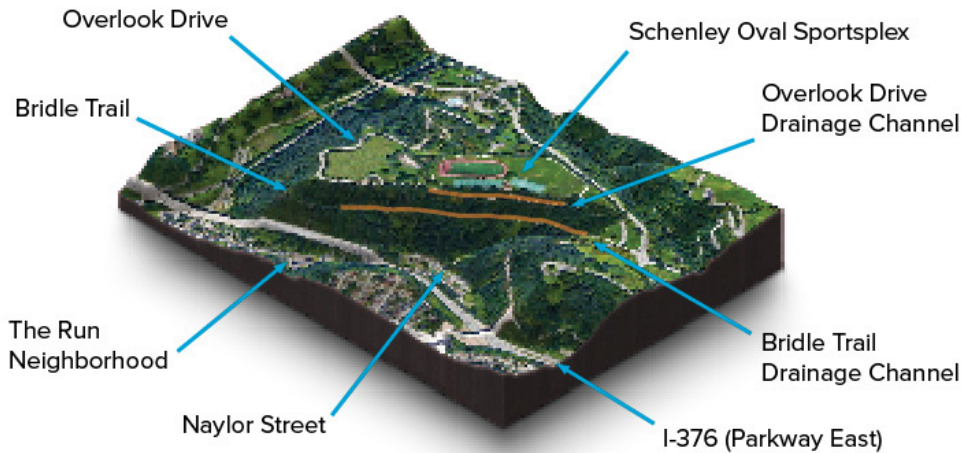 Overlook Drive
Schenley Oval Sportsplex
Bridle Trail
Overlook Drive
Drainage Channel
The Run
Neighborhood
Bridle Trail
Drainage Channel
Naylor Street
I-376 (Parkway East)